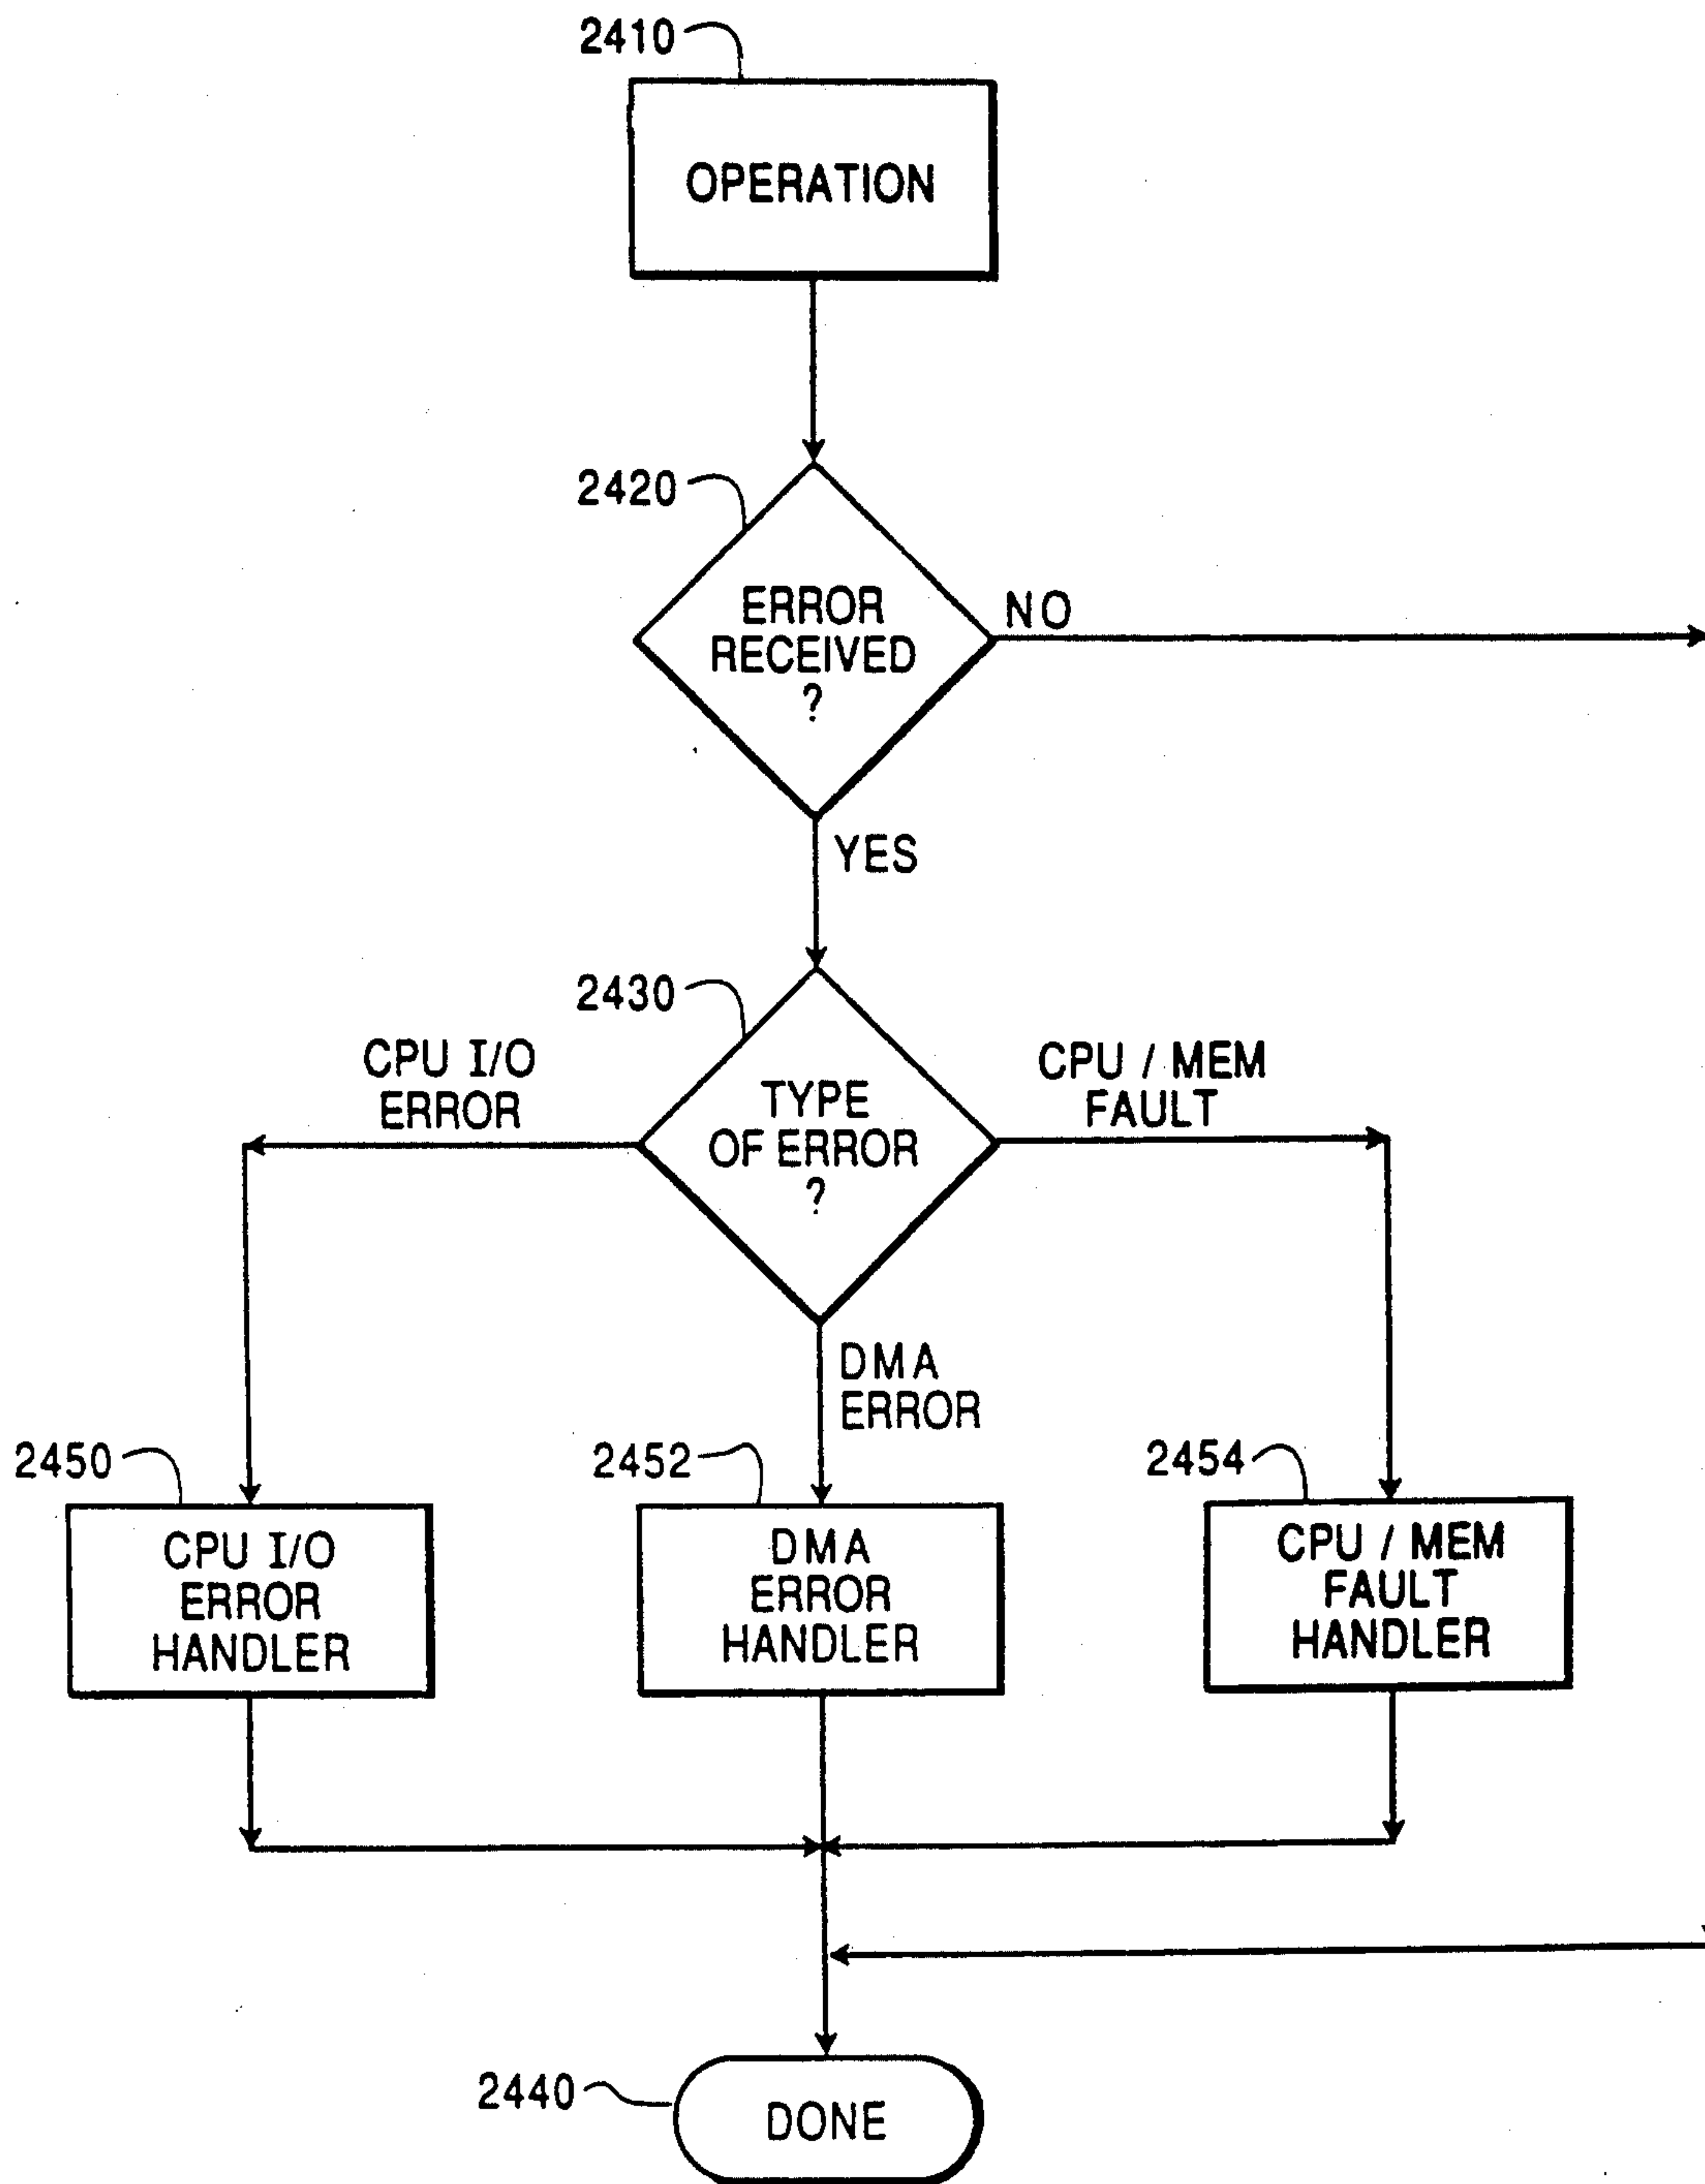 2410
OPERATION
2420
ERROR
RECEIVED
?
NO
YES
2430
TYPE
OF ERROR
?
CPU I/O
ERROR
CPU / MEM
FAULT
DMA
ERROR
2450
CPU I/O
ERROR
HANDLER
2452
DMA
ERROR
HANDLER
2454
CPU / MEM
FAULT
HANDLER
2440
DONE